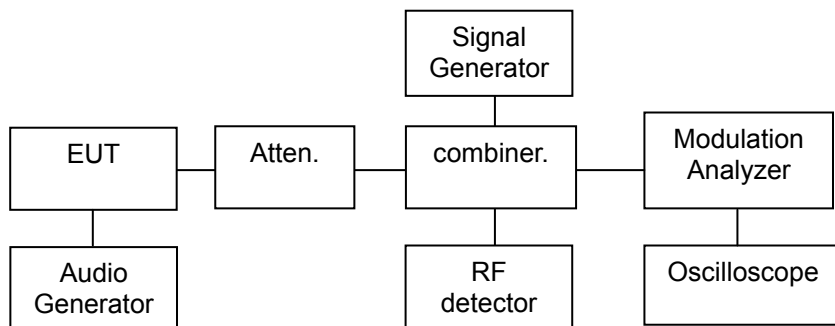 Signal
Generator
EUT
Atten.
combiner.
Modulation
Analyzer
Audio
Generator
RF
detector
Oscilloscope